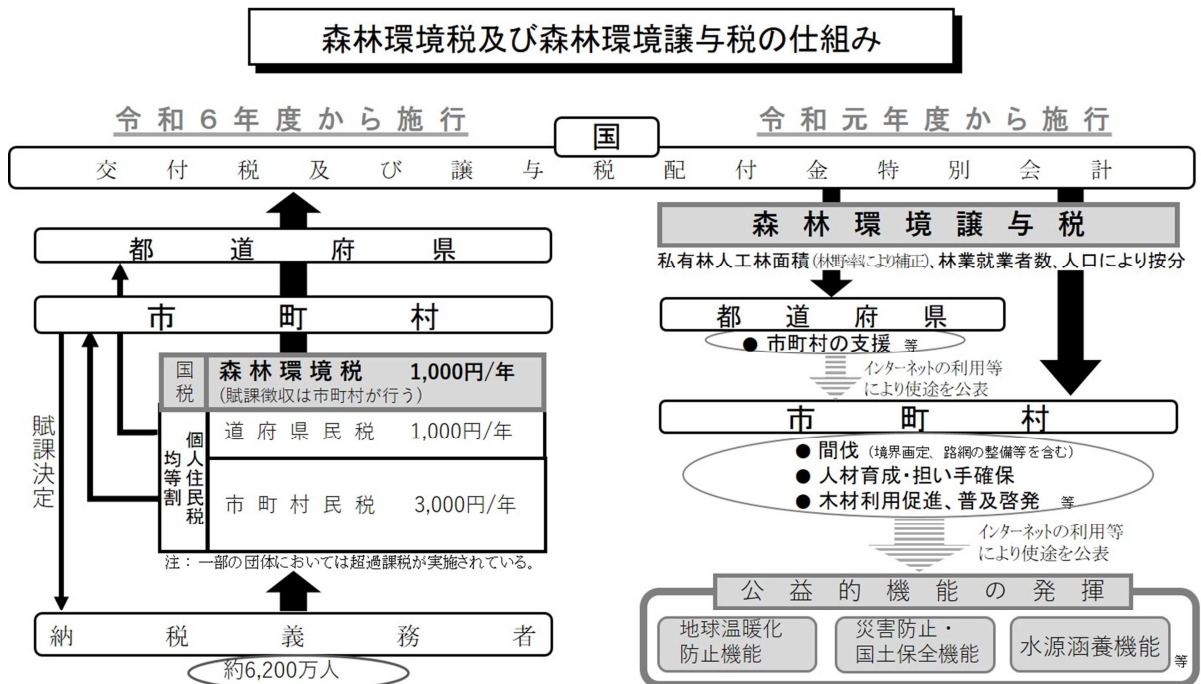 森林環境税及び森林環境譲与税の仕組み
令和６年度から施行
令和元年度から施行
国
交付税及び譲与税配付金特別会計
都道府県
市町村
国税
森林環境税 1,000円/年
(賦課徴収は市町村が行う)
個人住民税
均等割
道府県民税 1,000円/年
市町村民税 3,000円/年
注：一部の団体においては超過課税が実施されている。
賦課決定
納税義務者
約6,200万人
森林環境譲与税
私有林人工林面積(林野率により補正)、林業就業者数、人口により按分
都道府県
● 市町村の支援 等
インターネットの利用等
により使途を公表
市町村
● 間伐（境界画定、路網の整備等を含む）
● 人材育成・担い手確保
● 木材利用促進、普及啓発 等
インターネットの利用等
により使途を公表
公益的機能の発揮
地球温暖化
防止機能
災害防止・
国土保全機能
水源涵養機能
等